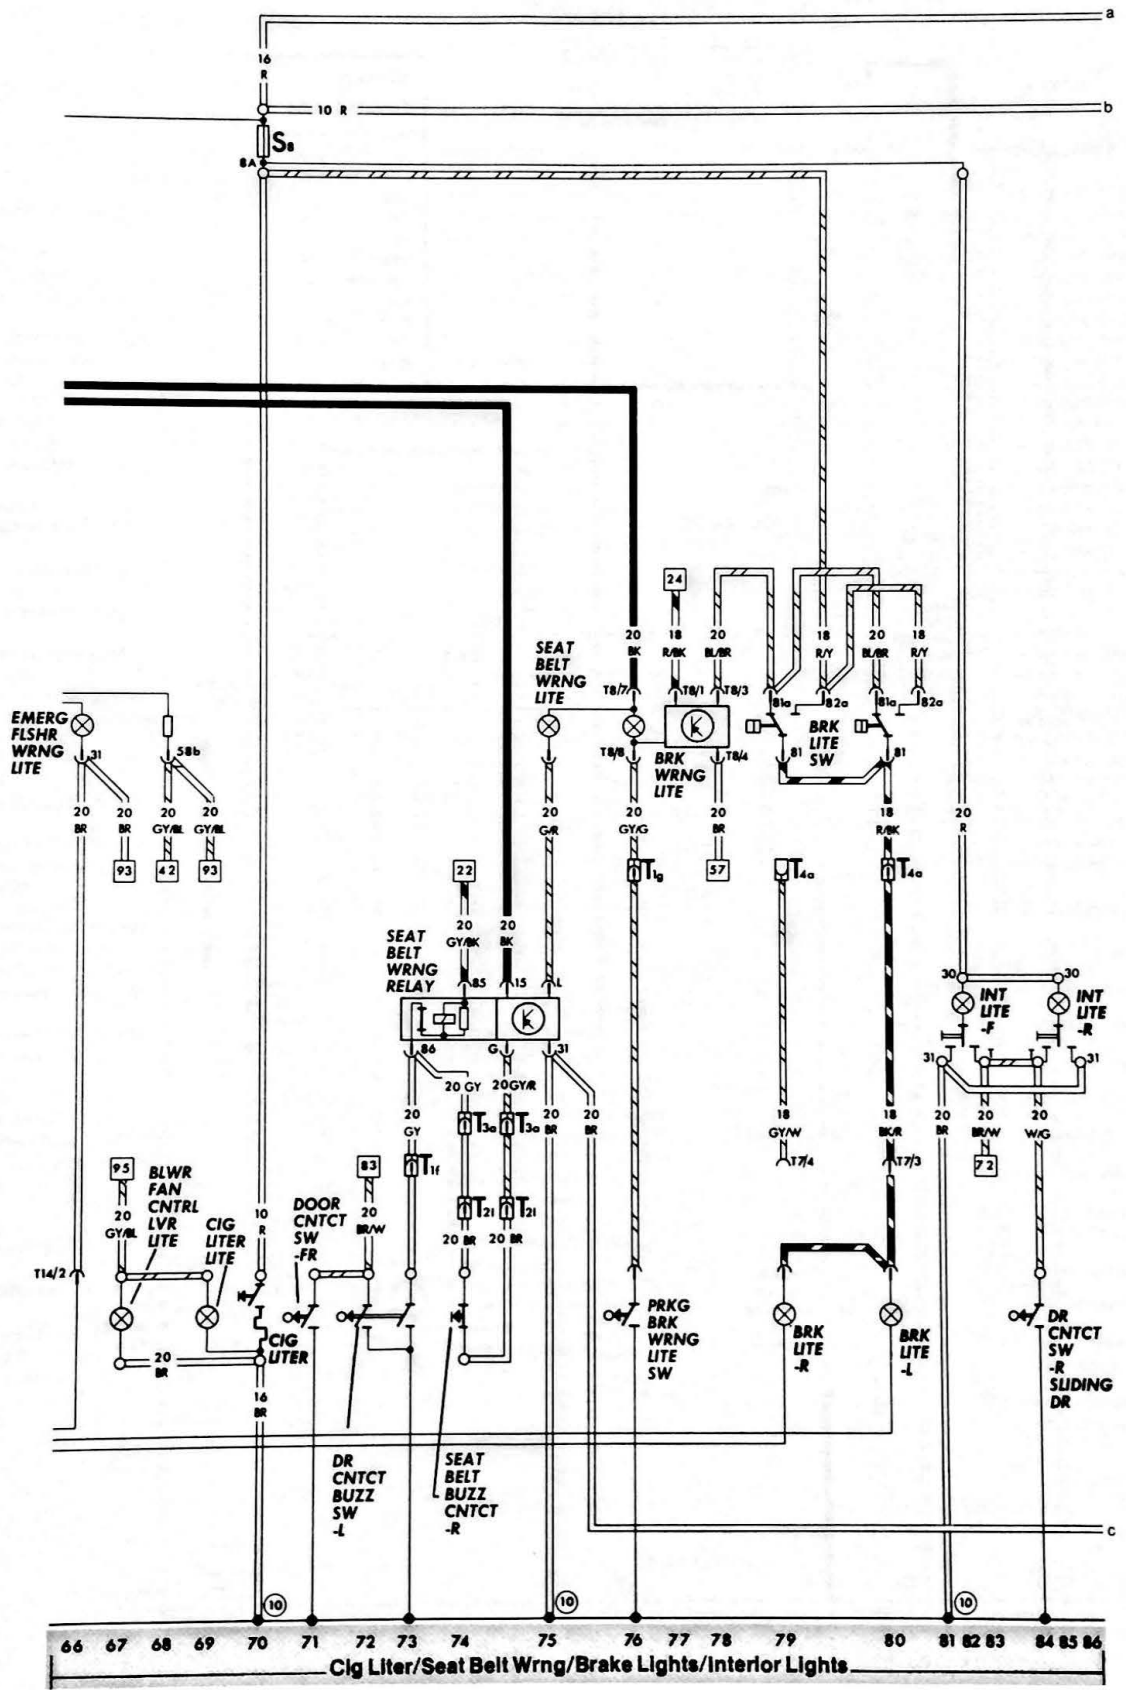 a
16
R
10 R
b
S8
8A
24
20
BK
18
R/BK
20
BL/BR
18
R/Y
20
BL/BR
18
R/Y
SEAT
BELT
WRNG
LITE
T8/7
T8/1
T8/3
81a
82a
81a
82a
EMERG
FLSHR
WRNG
LITE
31
58b
BRK
LITE
SW
T8/8
BRK
WRNG
LITE
T8/4
81
81
20
BR
20
BR
20
GY/BL
20
GY/BL
20
G/R
20
GY/G
20
BR
18
R/BK
20
R
93
42
93
22
T1g
57
T4a
T4a
SEAT
BELT
WRNG
RELAY
20
GY/BK
20
BK
85
15
L
30
30
INT
LITE
-F
INT
LITE
-R
86
G
31
31
31
20 GY
20GY/R
20
GY
T3a
T3a
20
BR
20
BR
18
GY/W
18
BK/R
20
BR
20
BR/W
20
W/G
T1f
T7/4
T7/3
72
95
BLWR
FAN
CNTRL
LVR
LITE
83
20
GY/BL
CIG
LITER
LITE
10
R
DOOR
CNTCT
SW
-FR
20
BR/W
T2l
T2l
20 BR
20 BR
T14/2
CIG
LITER
20
BR
16
BR
PRKG
BRK
WRNG
LITE
SW
BRK
LITE
-R
BRK
LITE
-L
DR
CNTCT
SW
-R
SLIDING
DR
DR
CNTCT
BUZZ
SW
-L
SEAT
BELT
BUZZ
CNTCT
-R
c
10
10
10
66 67 68 69 70 71 72 73 74 75 76 77 78 79 80 81 82 83 84 85 86
Cig Liter/Seat Belt Wrng/Brake Lights/Interior Lights